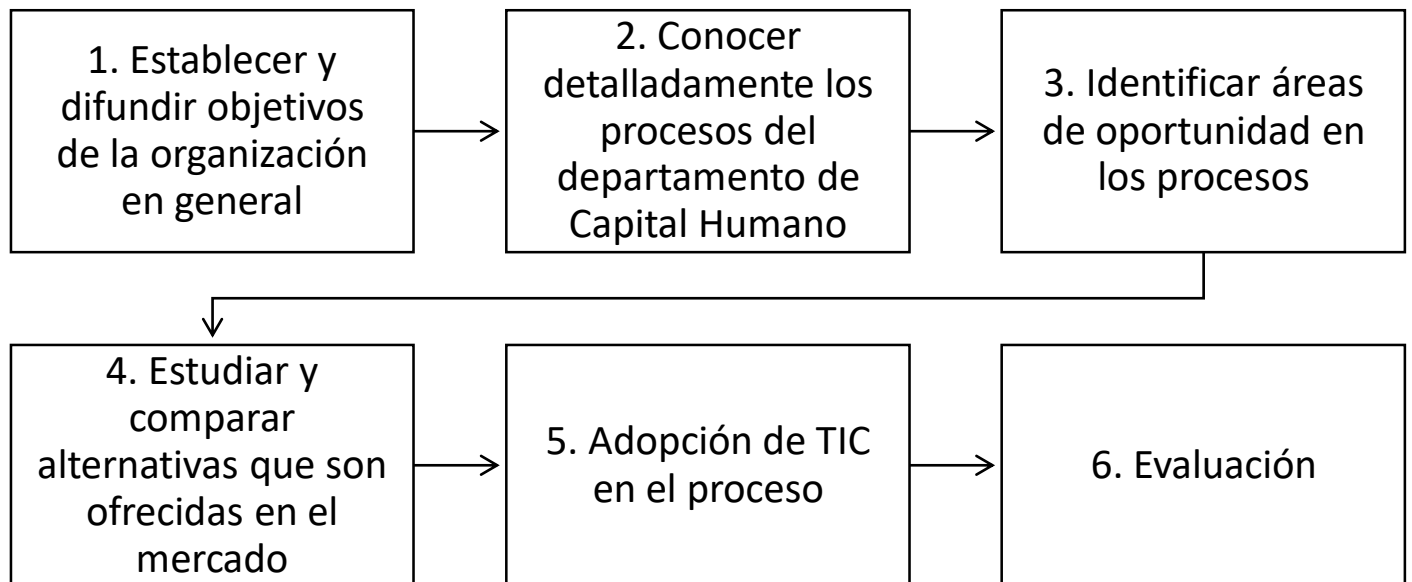 1. Establecer y
difundir objetivos
de la organización
en general
2. Conocer
detalladamente los
procesos del
departamento de
Capital Humano
3. Identificar áreas
de oportunidad en
los procesos
4. Estudiar y
comparar
alternativas que son
ofrecidas en el
mercado
5. Adopción de TIC
en el proceso
6. Evaluación